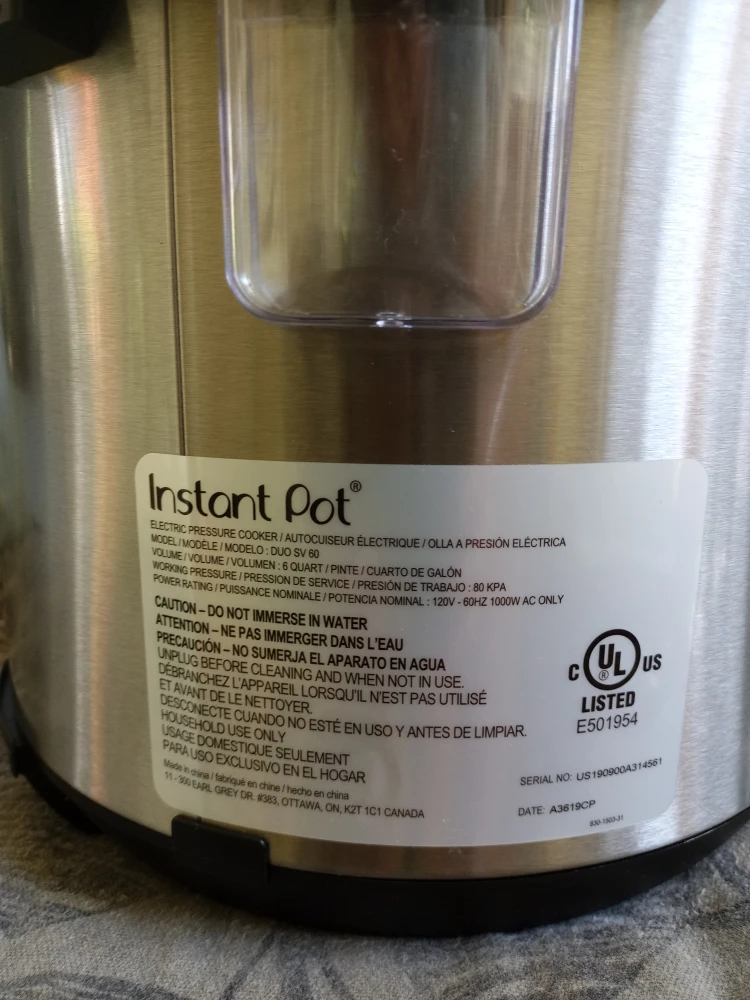 Instant Pot®
ELECTRIC PRESSURE COOKER / AUTOCUISEUR ÉLECTRIQUE / OLLA A PRESIÓN ELÉCTRICA
MODEL / MODÈLE / MODELO : DUO SV 60
VOLUME / VOLUME / VOLUMEN : 6 QUART / PINTE / CUARTO DE GALÓN
WORKING PRESSURE / PRESSION DE SERVICE / PRESIÓN DE TRABAJO : 80 KPA
POWER RATING / PUISSANCE NOMINALE / POTENCIA NOMINAL : 120V - 60HZ 1000W AC ONLY
CAUTION – DO NOT IMMERSE IN WATER
ATTENTION – NE PAS IMMERGER DANS L'EAU
PRECAUCIÓN – NO SUMERJA EL APARATO EN AGUA
UNPLUG BEFORE CLEANING AND WHEN NOT IN USE.
DÉBRANCHEZ L'APPAREIL LORSQU'IL N'EST PAS UTILISÉ
ET AVANT DE LE NETTOYER.
DESCONECTE CUANDO NO ESTÉ EN USO Y ANTES DE LIMPIAR.
HOUSEHOLD USE ONLY
USAGE DOMESTIQUE SEULEMENT
PARA USO EXCLUSIVO EN EL HOGAR
Made in china / fabriqué en chine / hecho en china
11 - 300 EARL GREY DR. #383, OTTAWA, ON, K2T 1C1 CANADA
C UL® US
LISTED
E501954
SERIAL NO: US190900A314561
DATE: A3619CP
930-1503-31